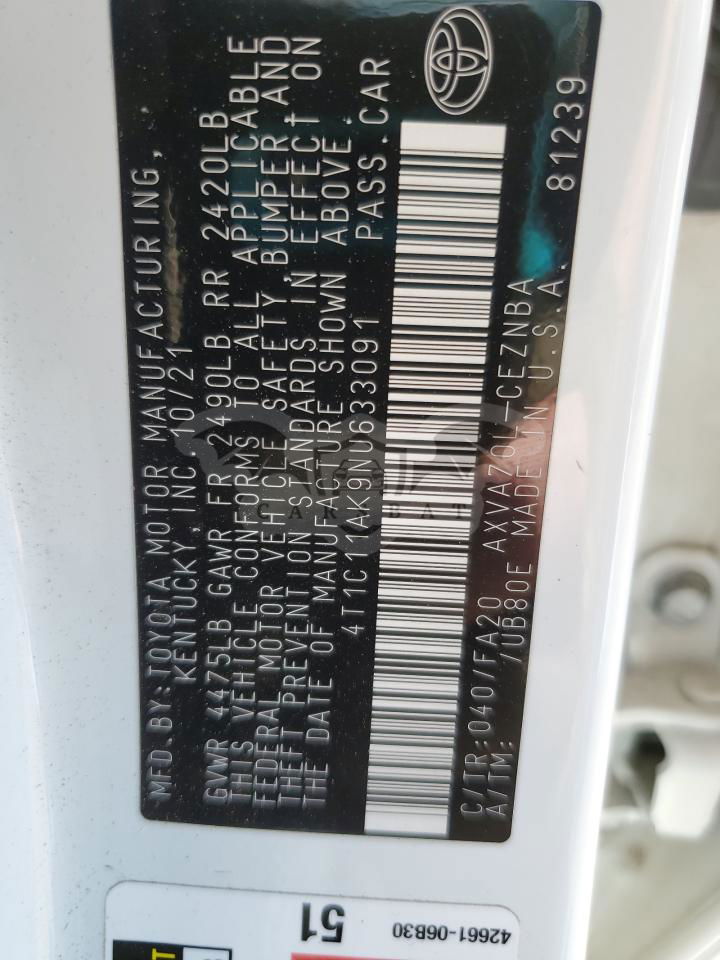 MFD.BY:TOYOTA MOTOR MANUFACTURING,
KENTUCKY, INC. 10/21
GVWR 4475LB GAWR FR 2490LB RR 2420LB
THIS VEHICLE CONFORMS TO ALL APPLICABLE
FEDERAL MOTOR VEHICLE SAFETY, BUMPER AND
THEFT PREVENTION STANDARDS IN EFFECT ON
THE DATE OF MANUFACTURE SHOWN ABOVE.
4T1C11AK9NU633091 PASS.CAR
C/TR:040/FA20 AXVA70L-CEZNBA
A/TM: /UB80E MADE IN U.S.A. 81239
CARSBAT
51
42661-06B30